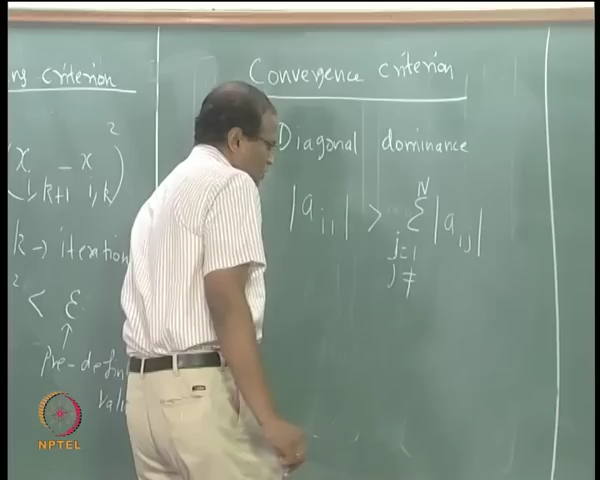 ng criterion
(x_{i,k+1} - x_{i,k})^2
k → iteration
2 < ε
↑
Pre-defin
valu
Convergence criterion
Diagonal dominance
|a_{ii}| > Σ_{j=1, j≠}^{N} |a_{ij}|
NPTEL